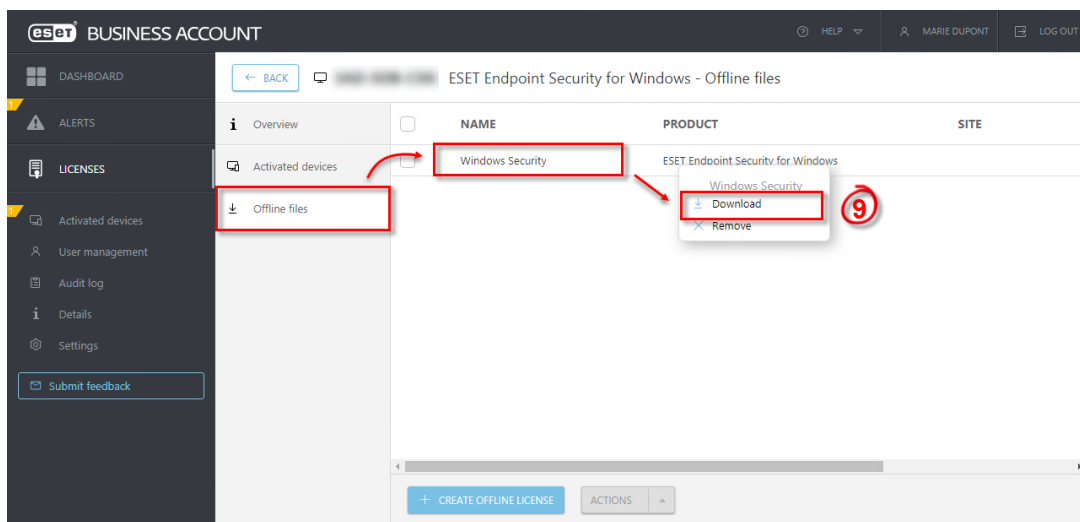 eset BUSINESS ACCOUNT
HELP
MARIE DUPONT
LOG OUT
DASHBOARD
1
ALERTS
LICENSES
1
Activated devices
User management
Audit log
Details
Settings
Submit feedback
← BACK
ESET Endpoint Security for Windows - Offline files
Overview
Activated devices
Offline files
NAME PRODUCT SITE
Windows Security ESET Endpoint Security for Windows
Windows Security
Download
Remove
9
+ CREATE OFFLINE LICENSE
ACTIONS